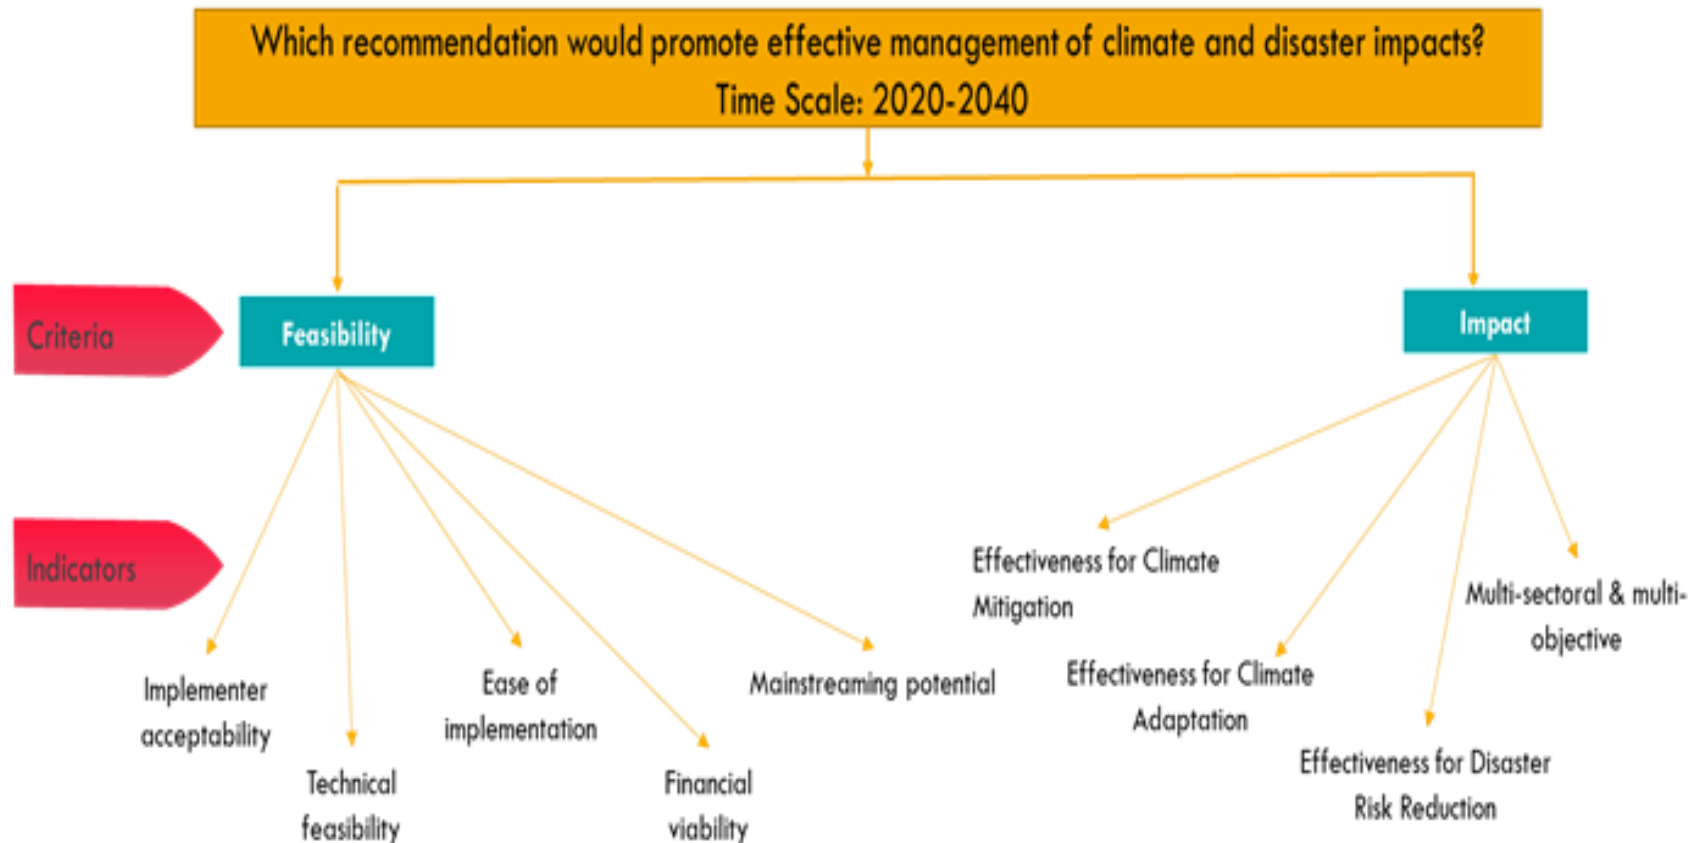 Which recommendation would promote effective management of climate and disaster impacts?
Time Scale: 2020-2040
Criteria
Feasibility
Impact
Indicators
Implementer
acceptability
Technical
feasibility
Ease of
implementation
Financial
viability
Mainstreaming potential
Effectiveness for Climate
Mitigation
Effectiveness for Climate
Adaptation
Effectiveness for Disaster
Risk Reduction
Multi-sectoral & multi-
objective